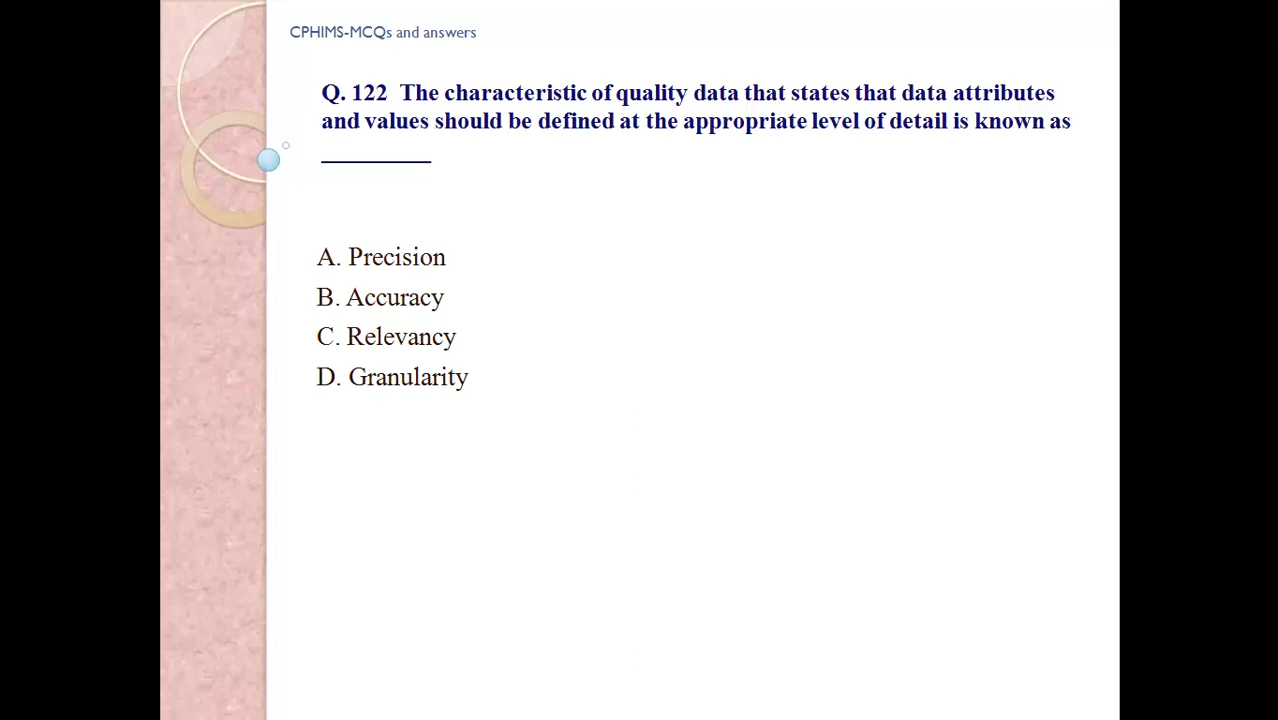 CPHIMS-MCQs and answers
Q. 122 The characteristic of quality data that states that data attributes
and values should be defined at the appropriate level of detail is known as
__________
A. Precision
B. Accuracy
C. Relevancy
D. Granularity